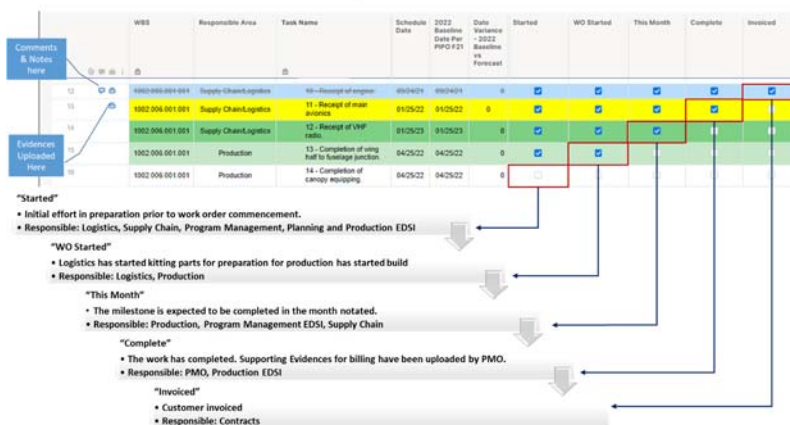 WBS Responsible Area Task Name Schedule Date 2022 Baseline Date Per PIPO F21 Date Variance - 2022 Baseline vs Forecast Started WO Started This Month Complete Invoiced
Comments & Notes here
12 1002.006.001.001 Supply Chain/Logistics 10 - Receipt of engine. 09/24/21 09/24/21 0
13 1002.006.001.001 Supply Chain/Logistics 11 - Receipt of main avionics 01/25/22 01/25/22 0
14 1002.006.001.001 Supply Chain/Logistics 12 - Receipt of VHF radio. 01/25/23 01/25/23 0
1002.006.001.001 Production 13 - Completion of wing half to fuselage junction. 04/25/22 04/25/22 0
1002.006.001.001 Production 14 - Completion of canopy equipping. 04/25/22 04/25/22 0
Evidences Uploaded Here
"Started"
• Initial effort in preparation prior to work order commencement.
• Responsible: Logistics, Supply Chain, Program Management, Planning and Production EDSI
"WO Started"
• Logistics has started kitting parts for preparation for production has started build
• Responsible: Logistics, Production
"This Month"
• The milestone is expected to be completed in the month notated.
• Responsible: Production, Program Management EDSI, Supply Chain
"Complete"
• The work has completed. Supporting Evidences for billing have been uploaded by PMO.
• Responsible: PMO, Production EDSI
"Invoiced"
• Customer invoiced
• Responsible: Contracts